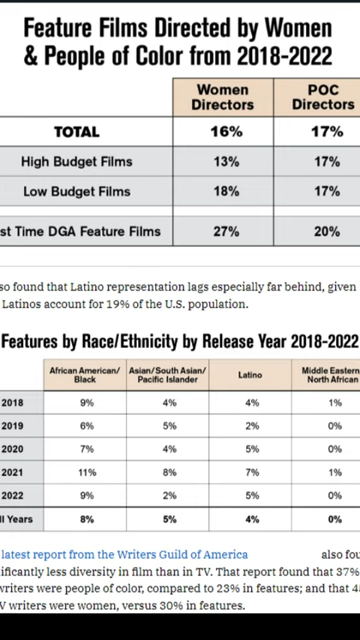 Feature Films Directed by Women
& People of Color from 2018-2022
Women Directors POC Directors
TOTAL 16% 17%
High Budget Films 13% 17%
Low Budget Films 18% 17%
st Time DGA Feature Films 27% 20%
so found that Latino representation lags especially far behind, given
Latinos account for 19% of the U.S. population.
Features by Race/Ethnicity by Release Year 2018-2022
African American/ Black Asian/South Asian/ Pacific Islander Latino Middle Eastern North African
2018 9% 4% 4% 1%
2019 6% 5% 2% 0%
2020 7% 4% 5% 0%
2021 11% 8% 7% 1%
2022 9% 2% 5% 0%
ll Years 8% 5% 4% 0%
latest report from the Writers Guild of America also fou
ificantly less diversity in film than in TV. That report found that 37%
writers were people of color, compared to 23% in features; and that 4
V writers were women, versus 30% in features.